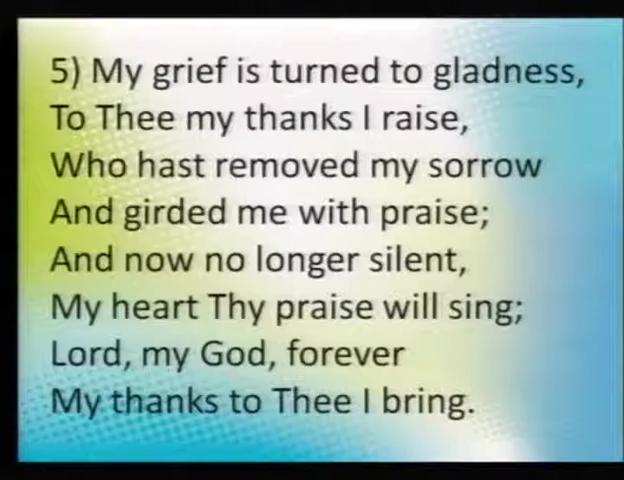 5) My grief is turned to gladness,
To Thee my thanks I raise,
Who hast removed my sorrow
And girded me with praise;
And now no longer silent,
My heart Thy praise will sing;
Lord, my God, forever
My thanks to Thee I bring.